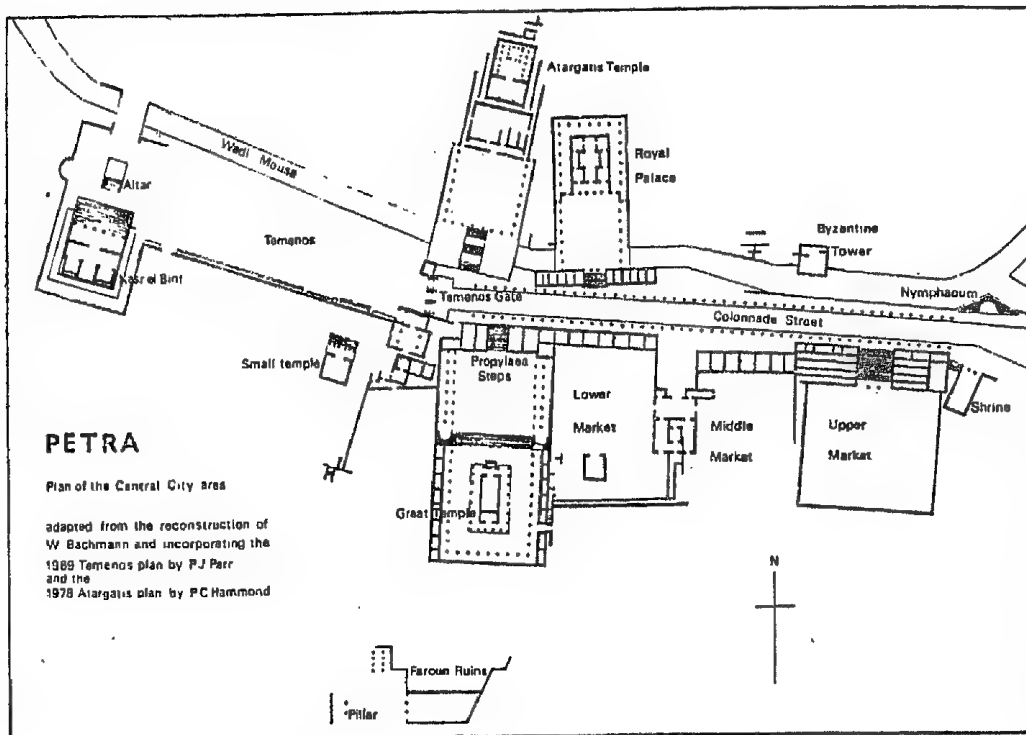 Atargatis Temple
Royal
Palace
Wadi Mousa
Altar
Temenos
Byzantine
Tower
Kasr el Bint
Nymphaeum
Temenos Gate
Colonnade Street
Small temple
Propylaea
Steps
Lower
Market
Middle
Market
Upper
Market
Shrine
PETRA
Plan of the Central City area
Great Temple
adapted from the reconstruction of
W Bachmann and incorporating the
1989 Temenos plan by PJ Parr
and the
1978 Atargatis plan by PC Hammond
N
Faroun Ruins
Pillar